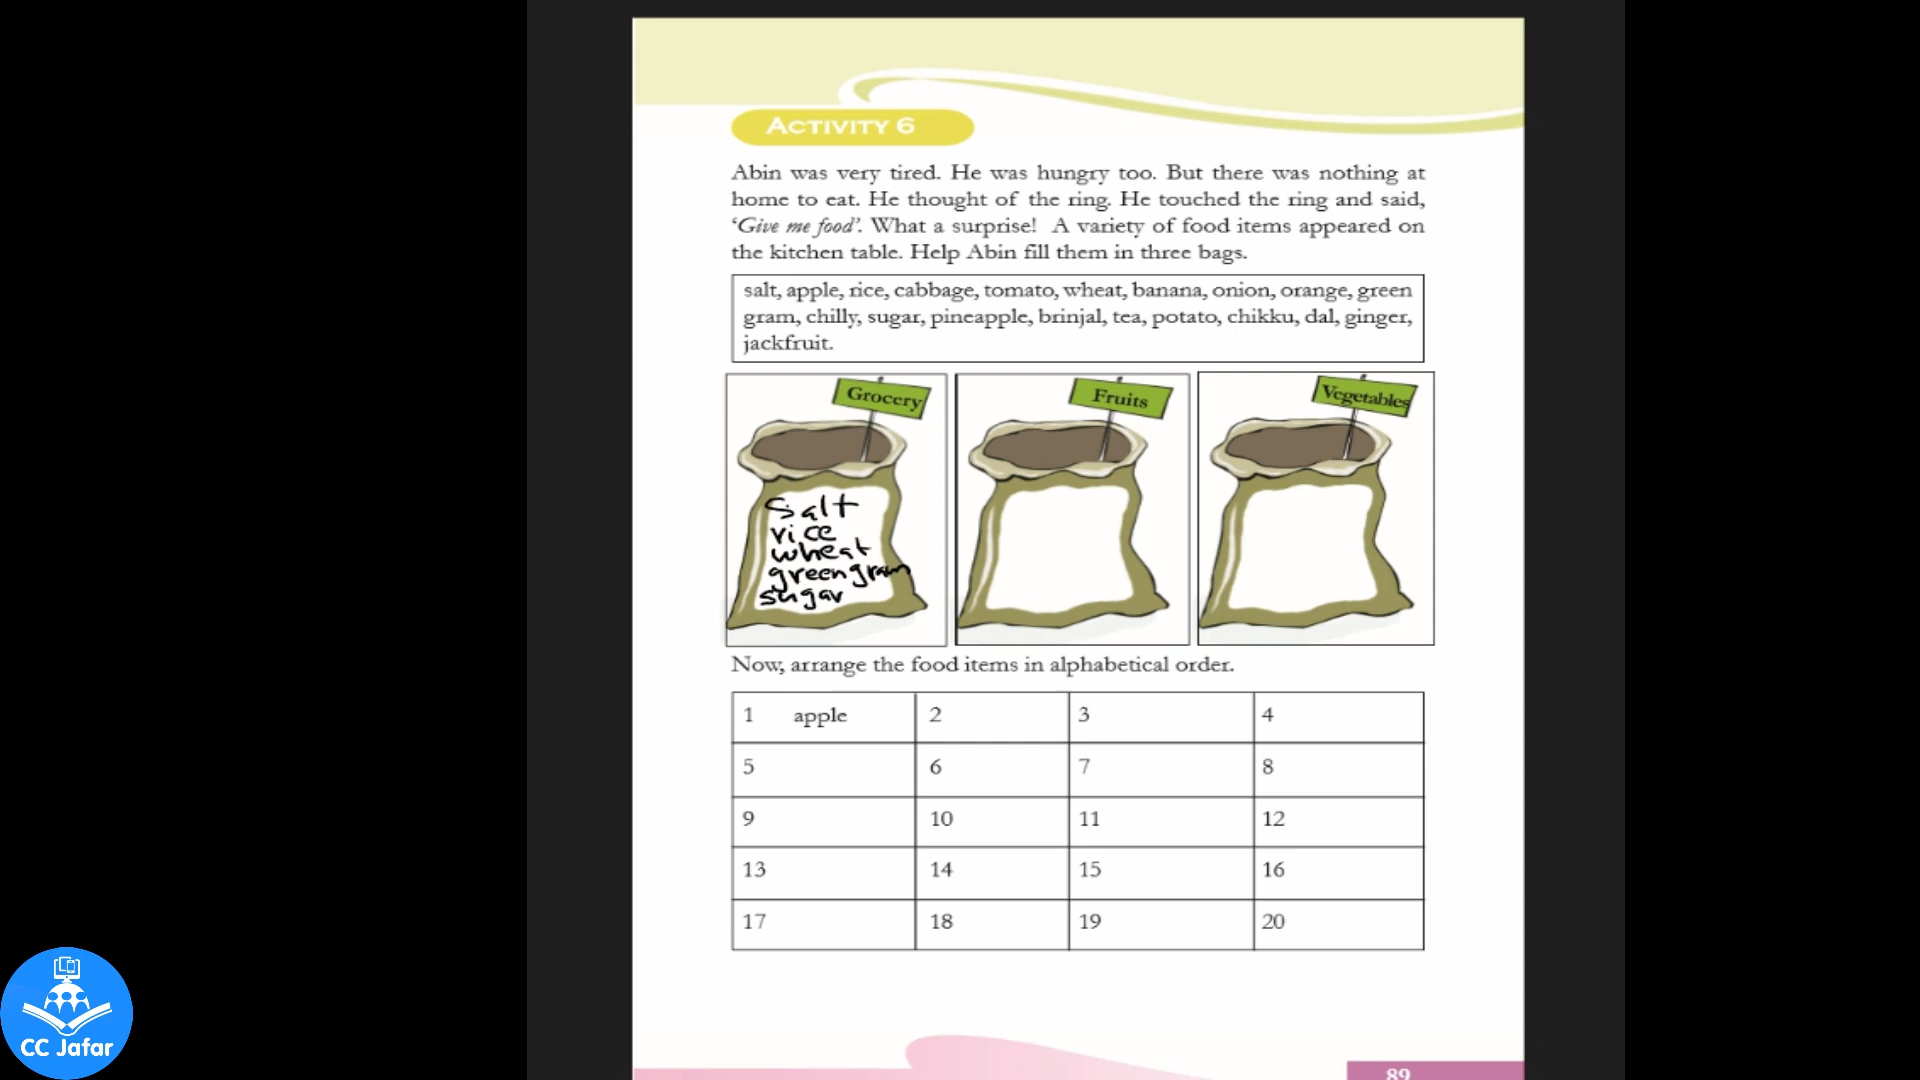 ACTIVITY 6
Abin was very tired. He was hungry too. But there was nothing at
home to eat. He thought of the ring. He touched the ring and said,
‘Give me food’. What a surprise! A variety of food items appeared on
the kitchen table. Help Abin fill them in three bags.
salt, apple, rice, cabbage, tomato, wheat, banana, onion, orange, green
gram, chilly, sugar, pineapple, brinjal, tea, potato, chikku, dal, ginger,
jackfruit.
Grocery
Salt
rice
wheat
green gram
sugar
Fruits
Vegetables
Now, arrange the food items in alphabetical order.
1 apple 2 3 4
5 6 7 8
9 10 11 12
13 14 15 16
17 18 19 20
89
CC Jafar